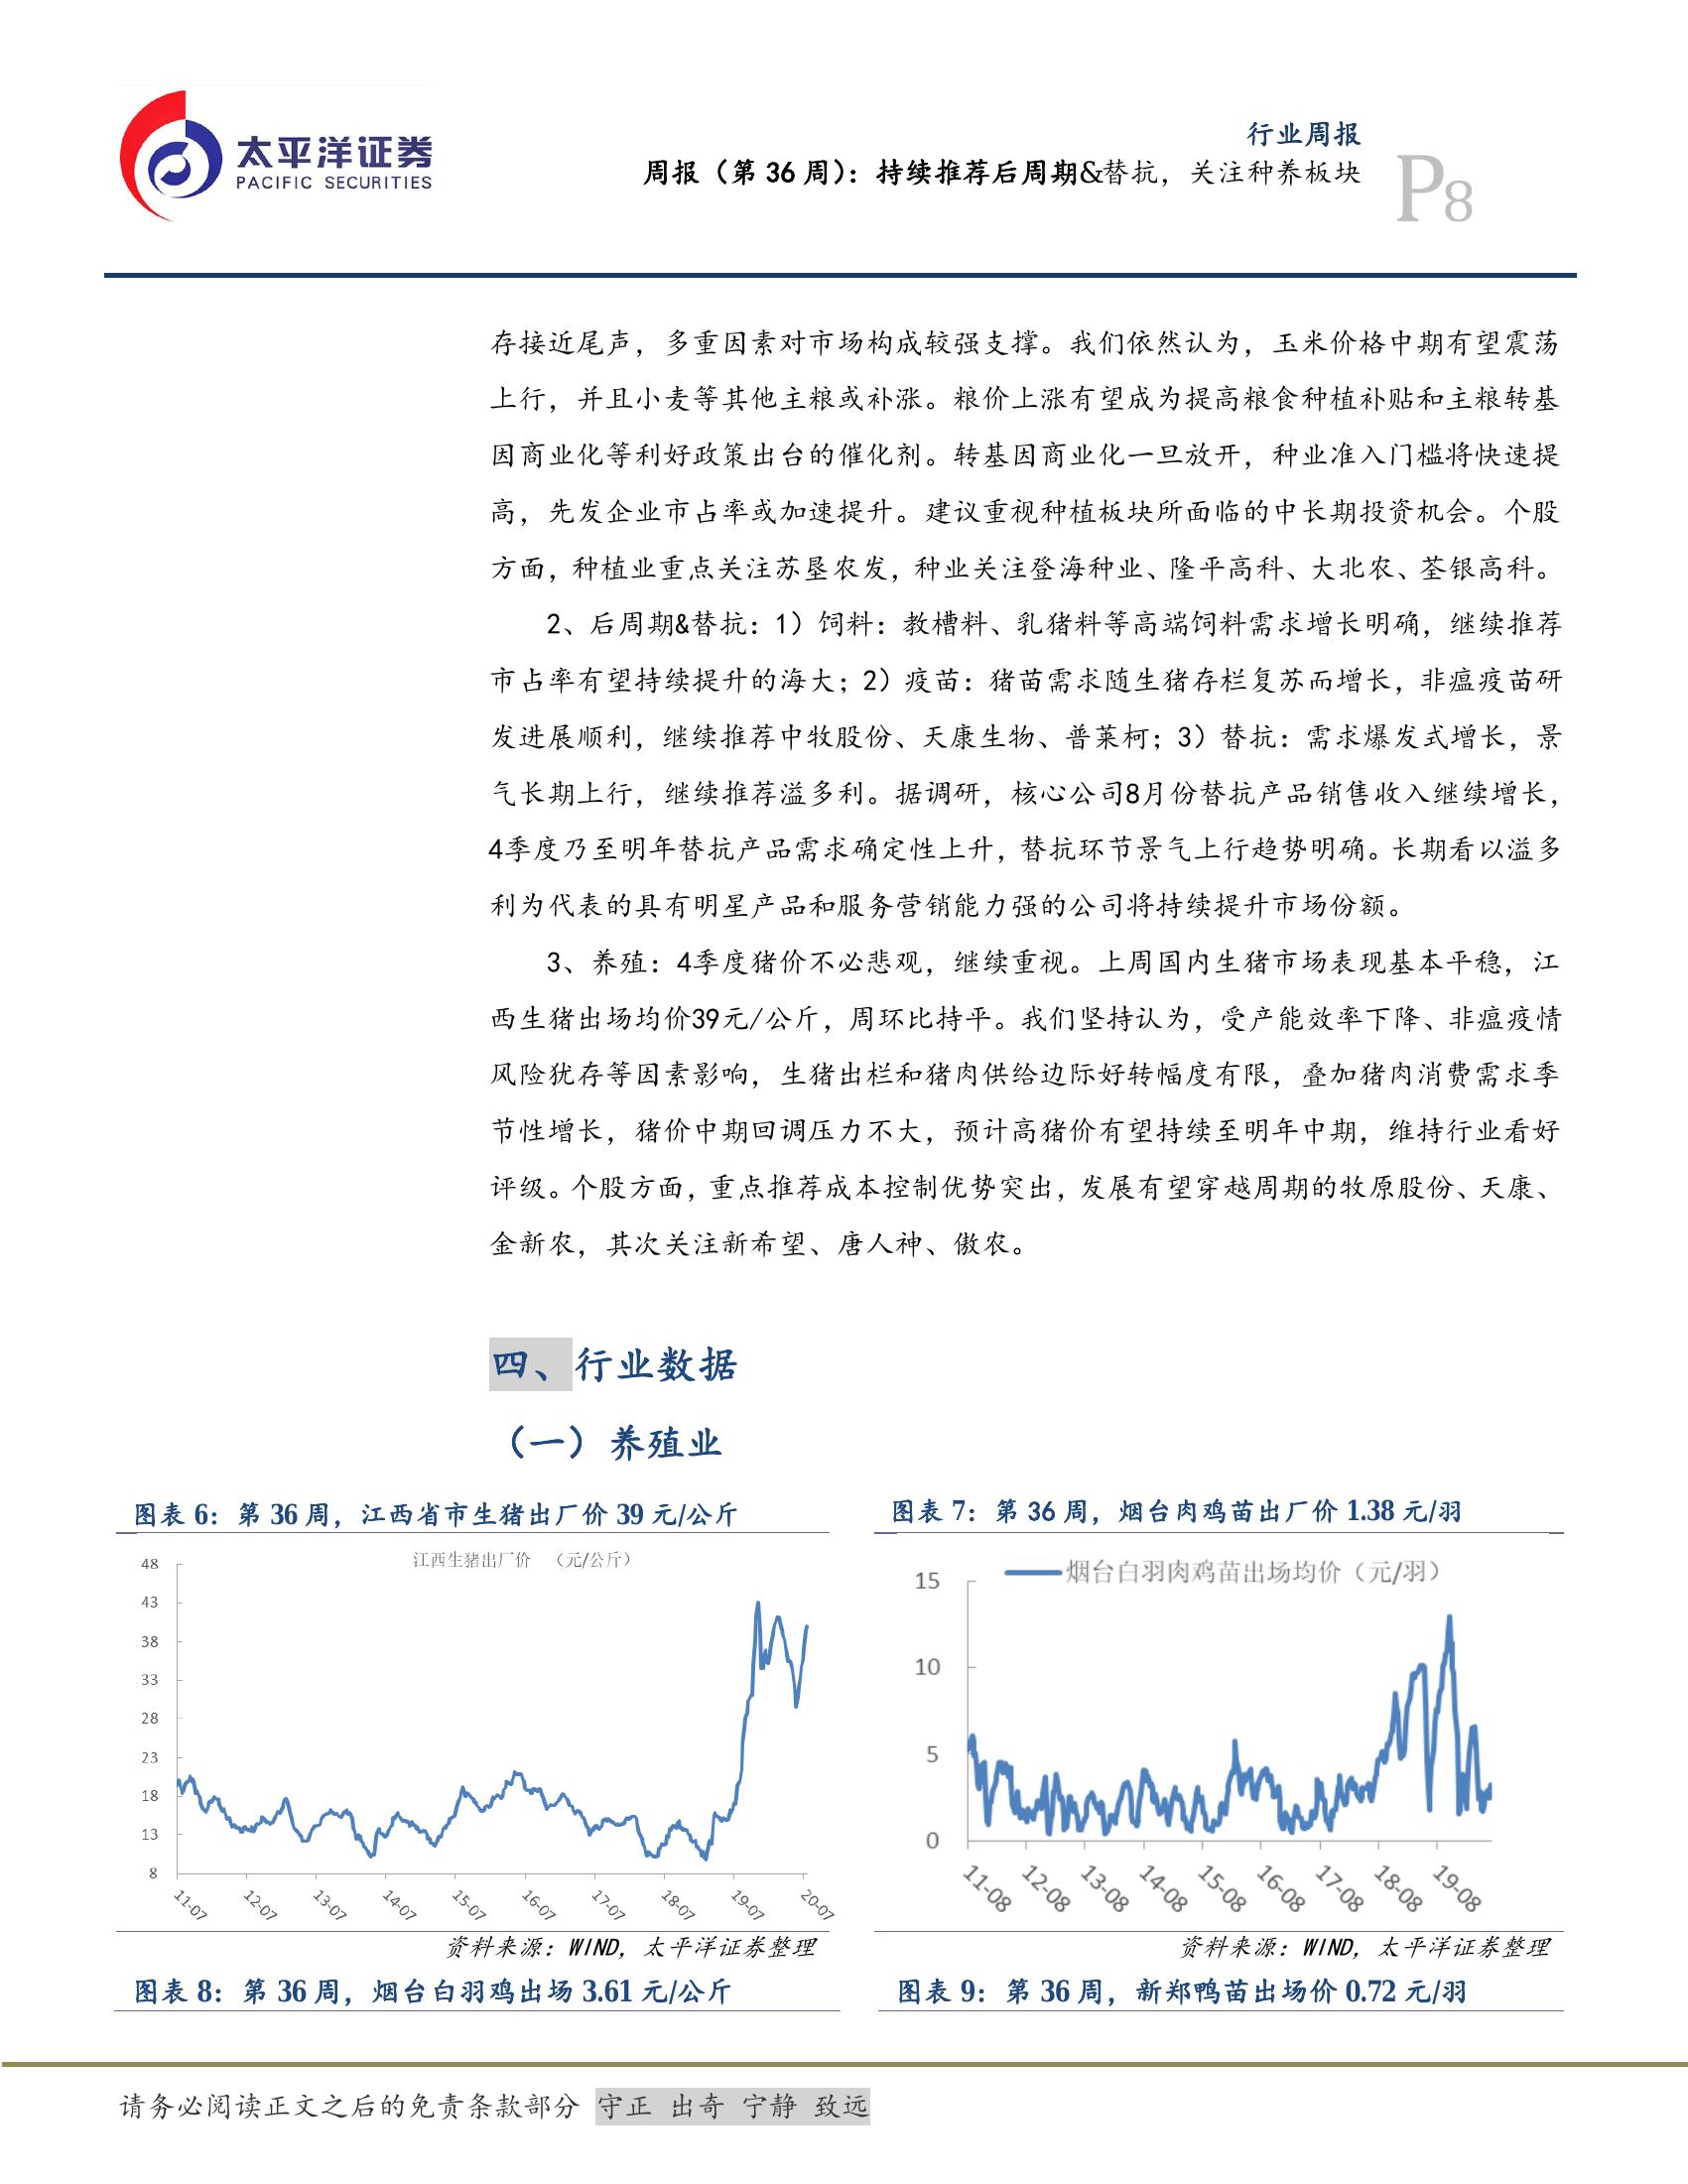 太平洋证券
PACIFIC SECURITIES
行业周报
周报（第 36 周）：持续推荐后周期&替抗，关注种养板块
P8
存接近尾声，多重因素对市场构成较强支撑。我们依然认为，玉米价格中期有望震荡
上行，并且小麦等其他主粮或补涨。粮价上涨有望成为提高粮食种植补贴和主粮转基
因商业化等利好政策出台的催化剂。转基因商业化一旦放开，种业准入门槛将快速提
高，先发企业市占率或加速提升。建议重视种植板块所面临的中长期投资机会。个股
方面，种植业重点关注苏垦农发，种业关注登海种业、隆平高科、大北农、荃银高科。
2、后周期&替抗：1）饲料：教槽料、乳猪料等高端饲料需求增长明确，继续推荐
市占率有望持续提升的海大；2）疫苗：猪苗需求随生猪存栏复苏而增长，非瘟疫苗研
发进展顺利，继续推荐中牧股份、天康生物、普莱柯；3）替抗：需求爆发式增长，景
气长期上行，继续推荐溢多利。据调研，核心公司8月份替抗产品销售收入继续增长，
4季度乃至明年替抗产品需求确定性上升，替抗环节景气上行趋势明确。长期看以溢多
利为代表的具有明星产品和服务营销能力强的公司将持续提升市场份额。
3、养殖：4季度猪价不必悲观，继续重视。上周国内生猪市场表现基本平稳，江
西生猪出场均价39元/公斤，周环比持平。我们坚持认为，受产能效率下降、非瘟疫情
风险犹存等因素影响，生猪出栏和猪肉供给边际好转幅度有限，叠加猪肉消费需求季
节性增长，猪价中期回调压力不大，预计高猪价有望持续至明年中期，维持行业看好
评级。个股方面，重点推荐成本控制优势突出，发展有望穿越周期的牧原股份、天康、
金新农，其次关注新希望、唐人神、傲农。
四、行业数据
（一）养殖业
图表 6：第 36 周，江西省市生猪出厂价 39 元/公斤
江西生猪出厂价 （元/公斤）
48
43
38
33
28
23
18
13
8
11-07 12-07 13-07 14-07 15-07 16-07 17-07 18-07 19-07 20-07
资料来源：WIND，太平洋证券整理
图表 7：第 36 周，烟台肉鸡苗出厂价 1.38 元/羽
烟台白羽肉鸡苗出场均价（元/羽）
15
10
5
0
11-08 12-08 13-08 14-08 15-08 16-08 17-08 18-08 19-08
资料来源：WIND，太平洋证券整理
图表 8：第 36 周，烟台白羽鸡出场 3.61 元/公斤
图表 9：第 36 周，新郑鸭苗出场价 0.72 元/羽
请务必阅读正文之后的免责条款部分 守正 出奇 宁静 致远